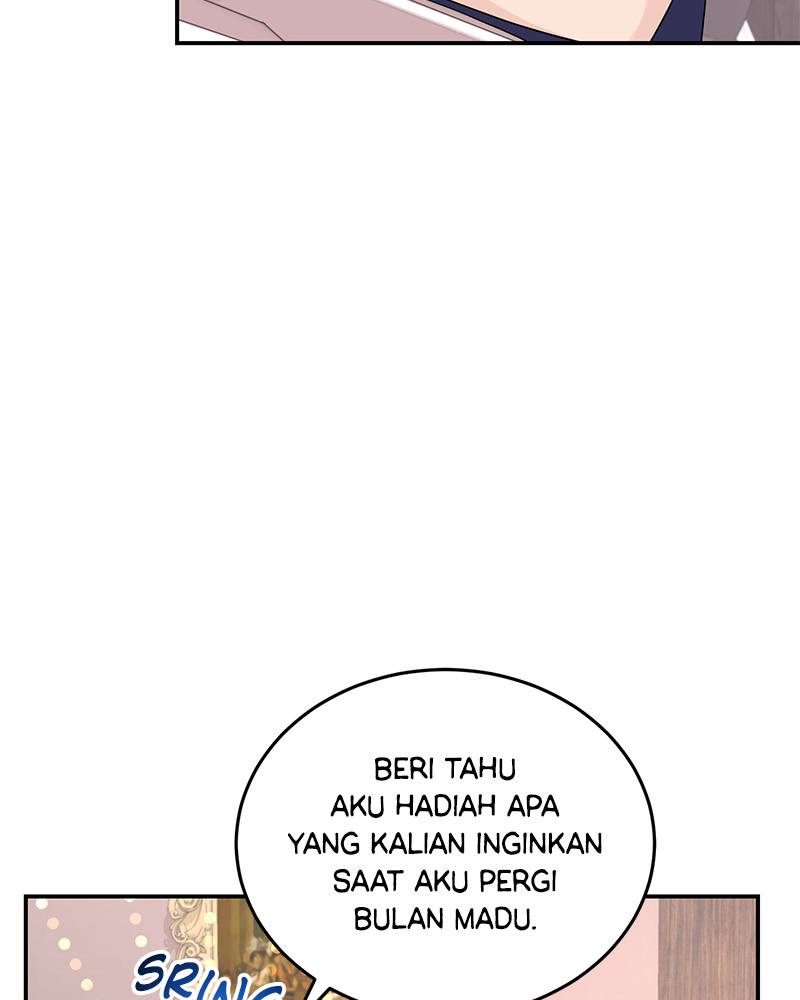 BERI TAHU
AKU HADIAH APA
YANG KALIAN INGINKAN
SAAT AKU PERGI
BULAN MADU.
SRING